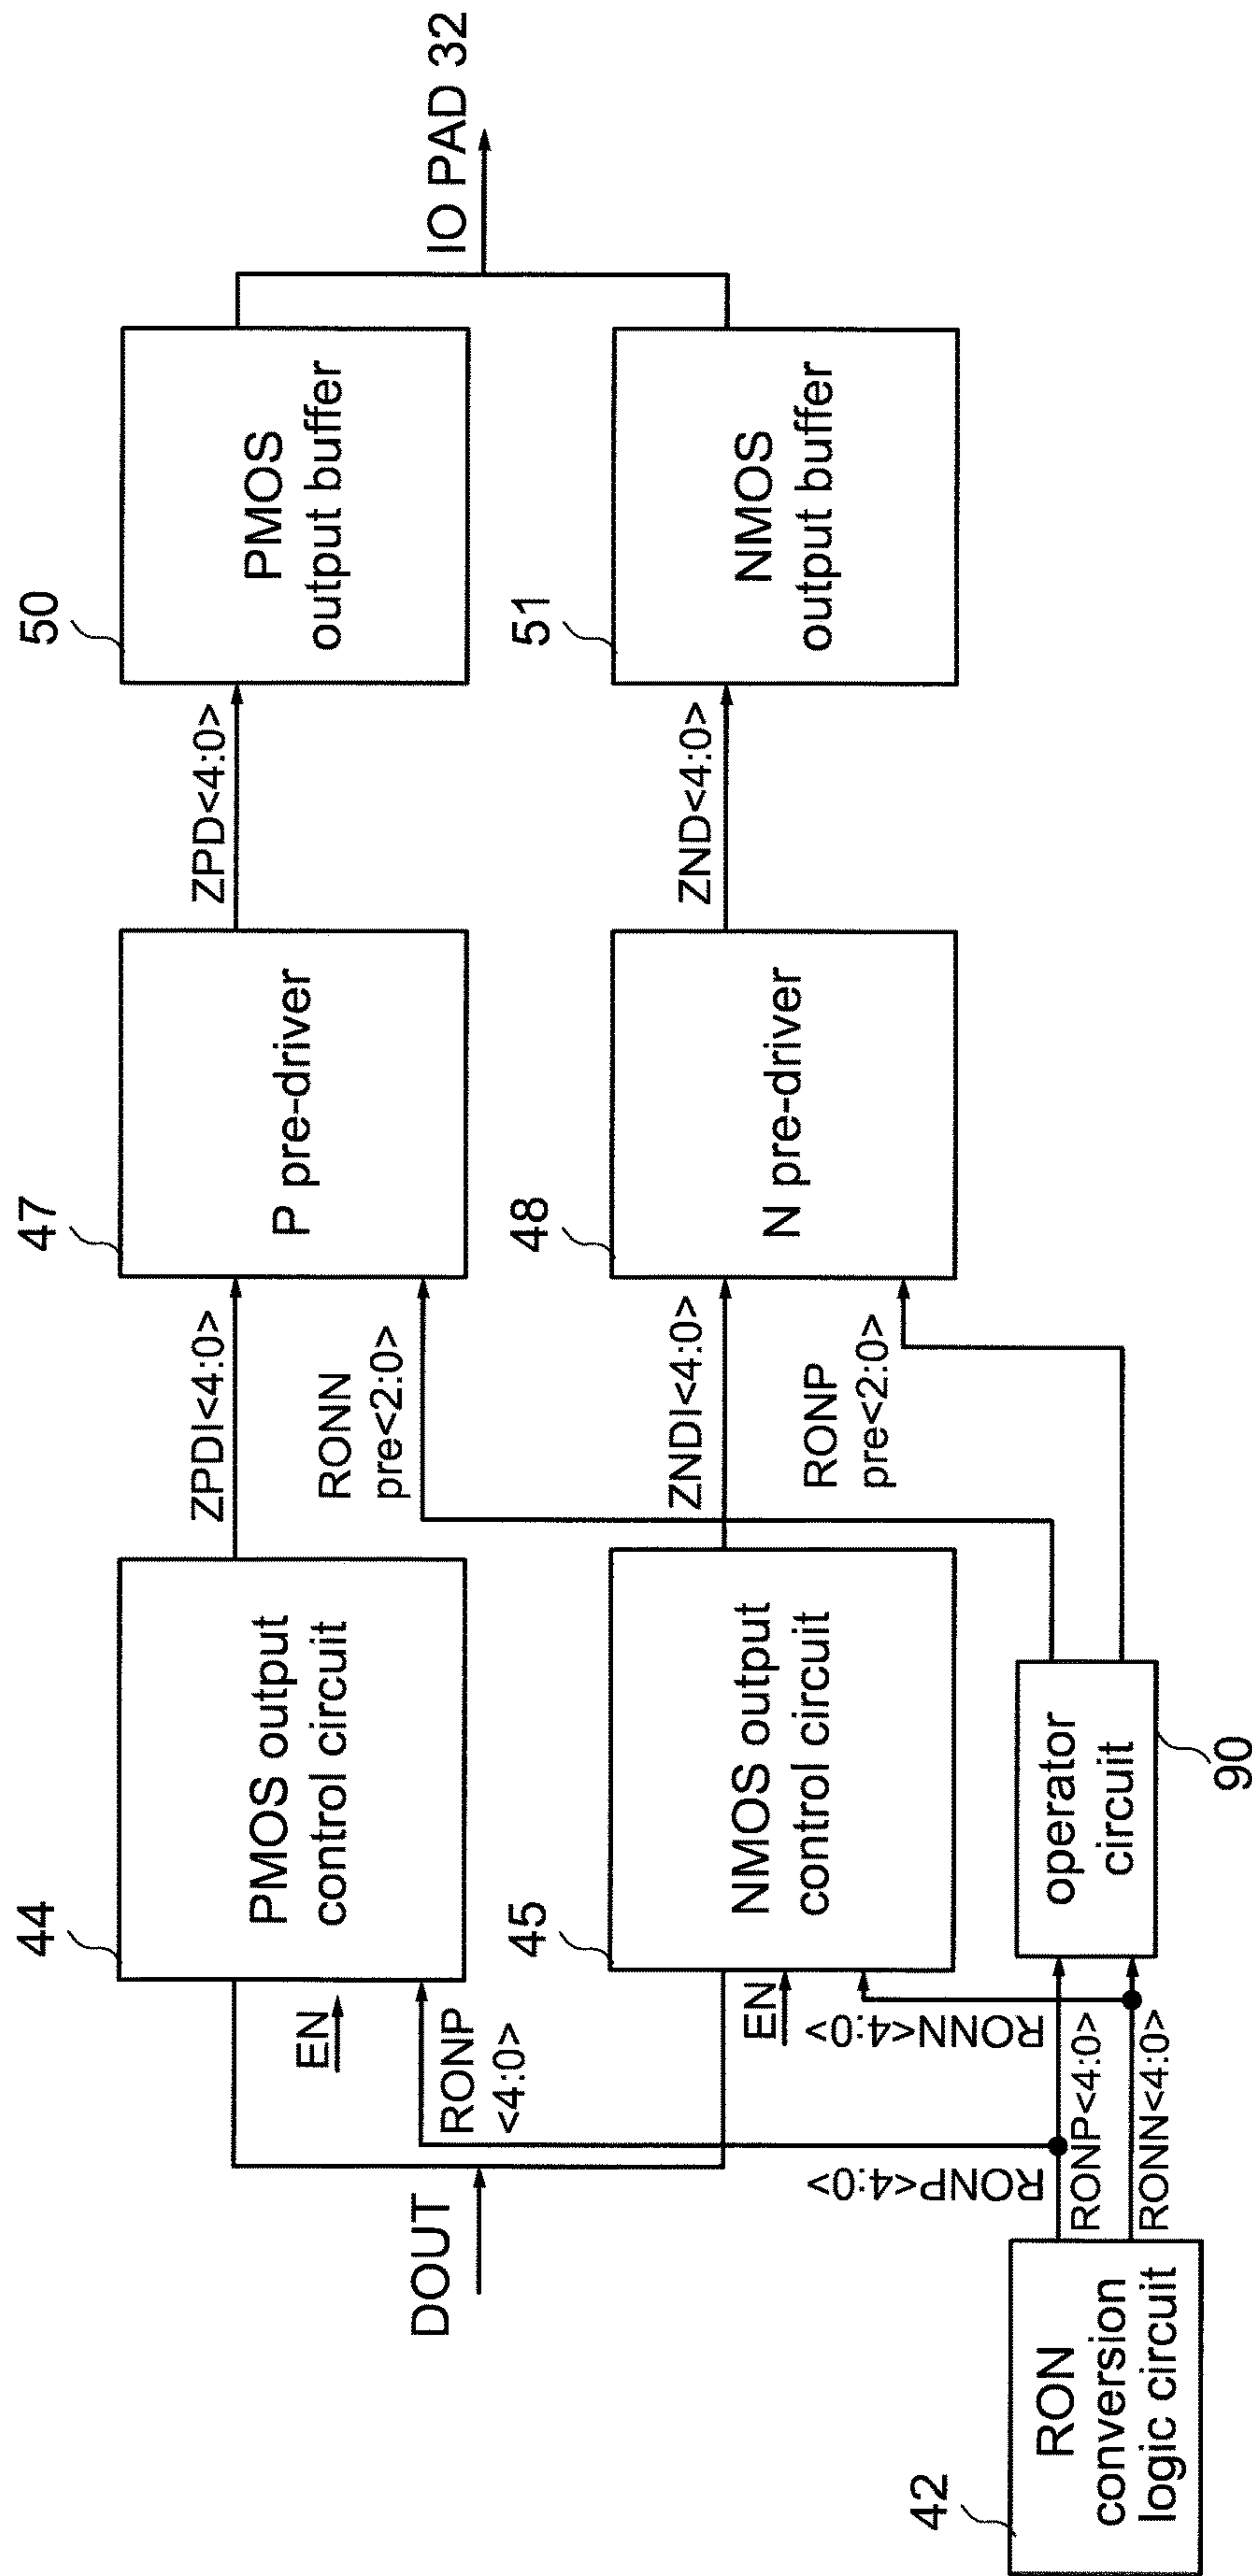 44
PMOS output
control circuit
ZPDI<4:0>
47
P pre-driver
ZPD<4:0>
50
PMOS
output buffer
IO PAD 32
EN
RONP
<4:0>
RONN
pre<2:0>
DOUT
45
NMOS output
control circuit
ZNDI<4:0>
48
N pre-driver
ZND<4:0>
51
NMOS
output buffer
EN
RONP
pre<2:0>
RONP<4:0>
RONN<4:0>
42
RON
conversion
logic circuit
RONP<4:0>
RONN<4:0>
operator
circuit
90